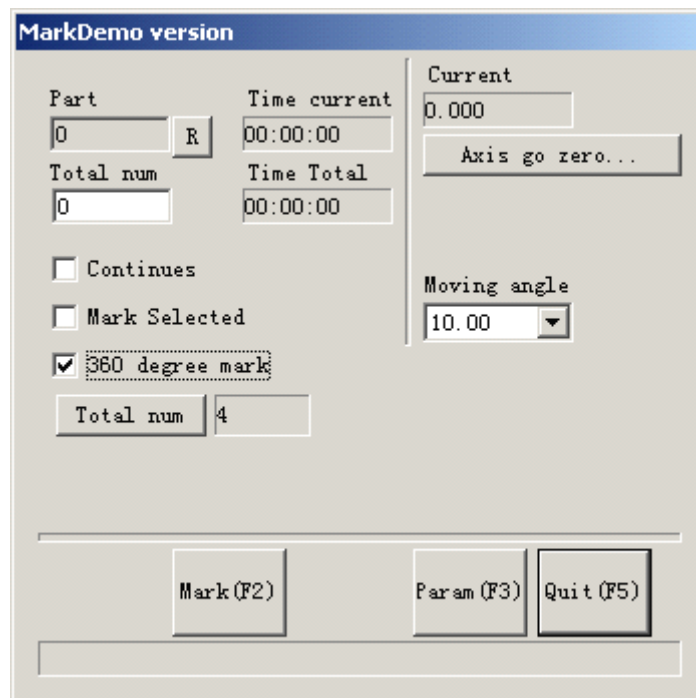 MarkDemo version
Part
Time current
0
R
00:00:00
Total num
Time Total
0
00:00:00
Continues
Mark Selected
360 degree mark
Total num
4
Current
0.000
Axis go zero...
Moving angle
10.00
Mark(F2)
Param(F3)
Quit(F5)